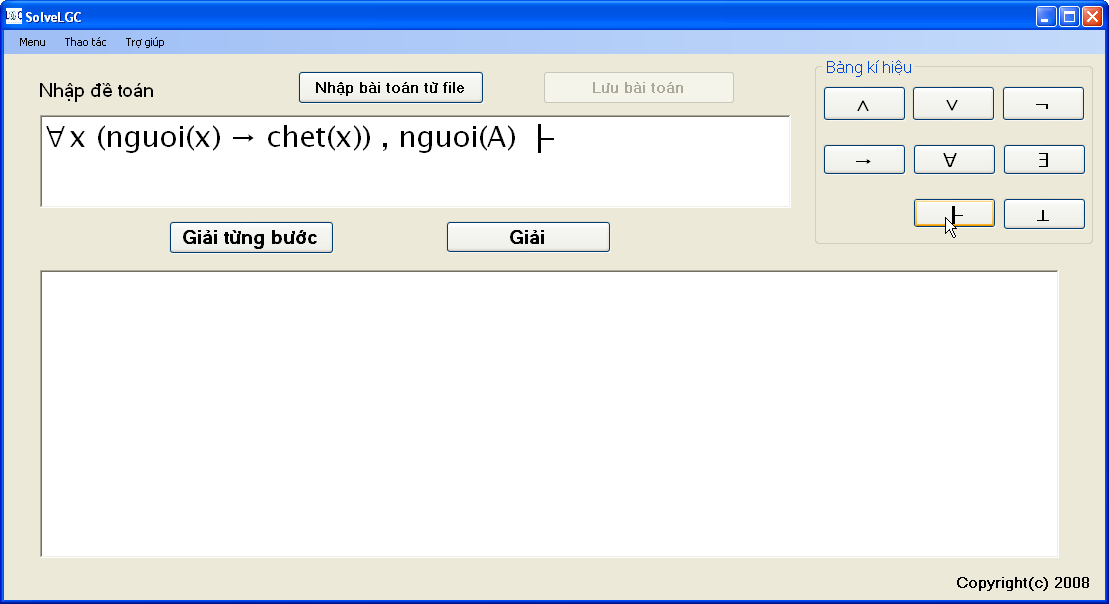 SolveLGC
Menu Thao tác Trợ giúp
Nhập đề toán
Nhập bài toán từ file
Lưu bài toán
Bảng kí hiệu
∀x (nguoi(x) → chet(x)) , nguoi(A) ├
∧ ∨ ¬
→ ∀ ∃
├ ⊥
Giải từng bước
Giải
Copyright(c) 2008